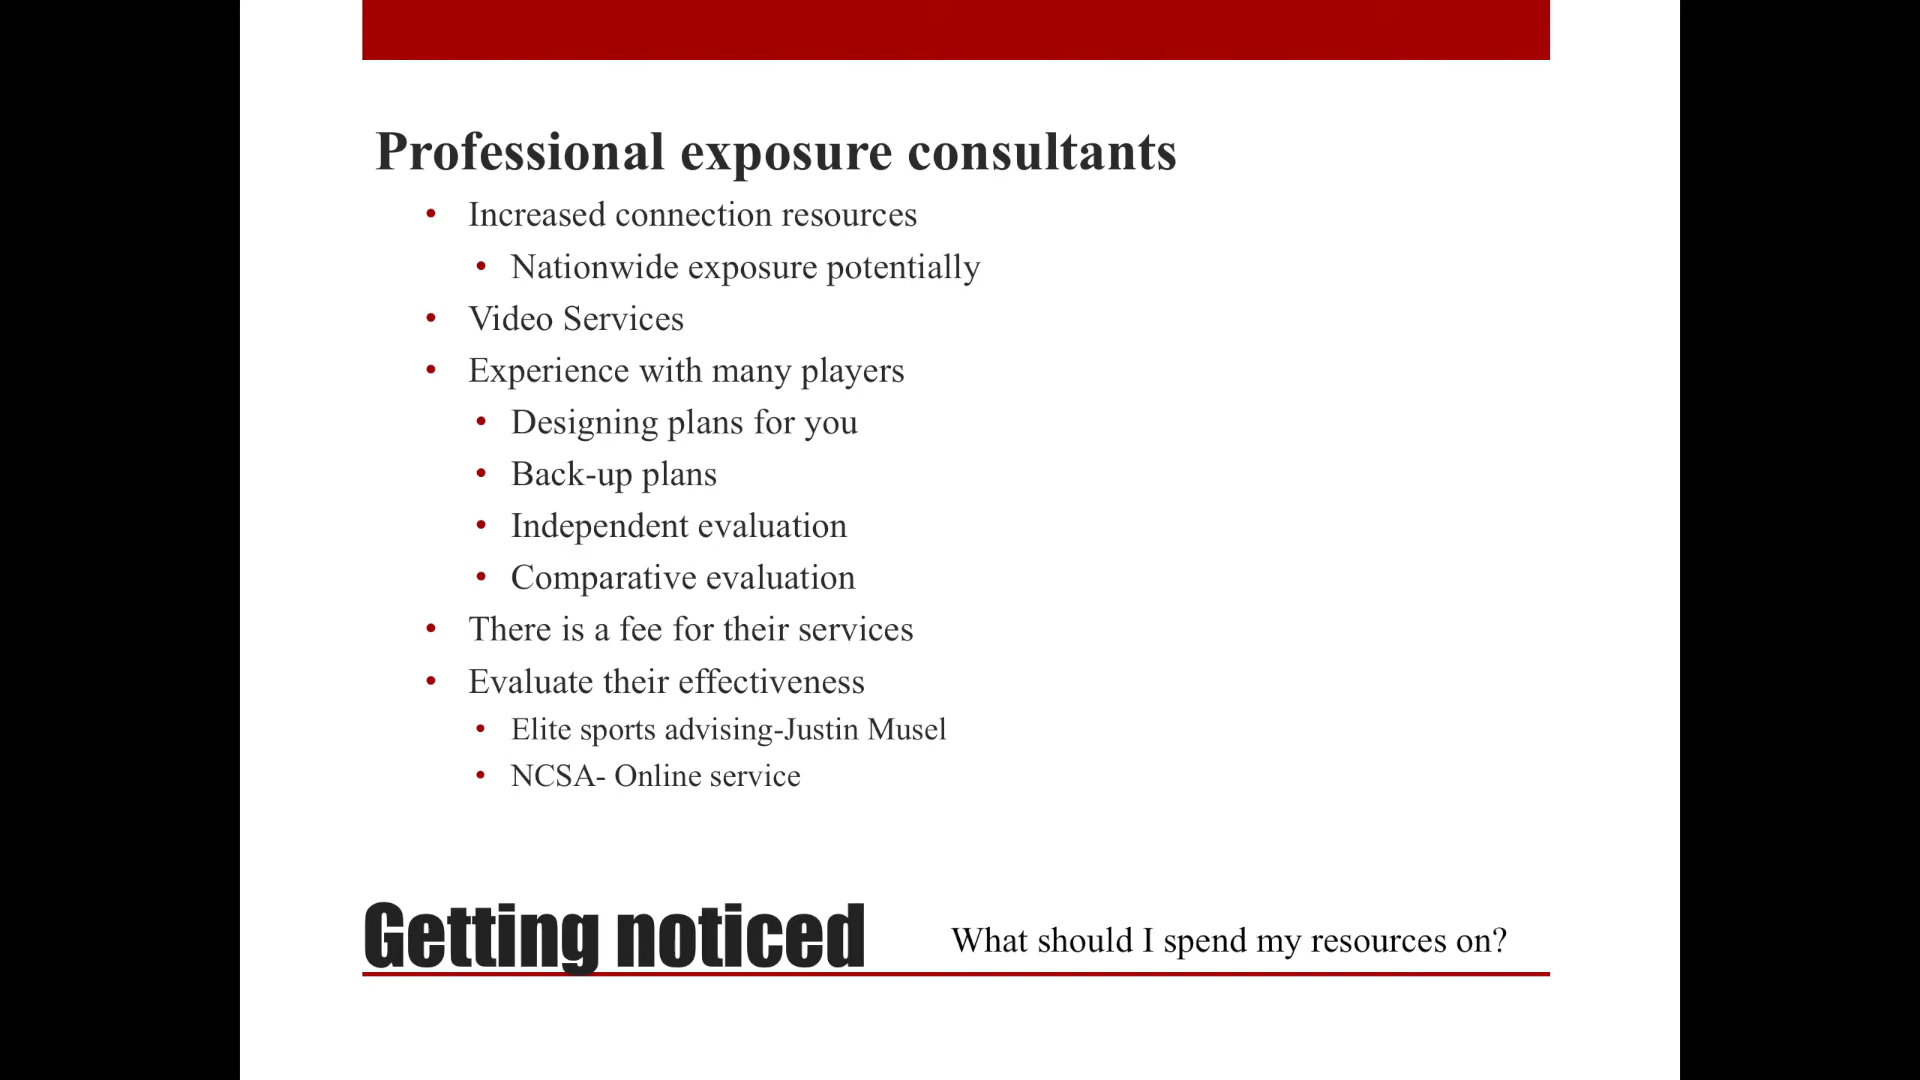 Professional exposure consultants
• Increased connection resources
• Nationwide exposure potentially
• Video Services
• Experience with many players
• Designing plans for you
• Back-up plans
• Independent evaluation
• Comparative evaluation
• There is a fee for their services
• Evaluate their effectiveness
• Elite sports advising-Justin Musel
• NCSA- Online service
Getting noticed
What should I spend my resources on?